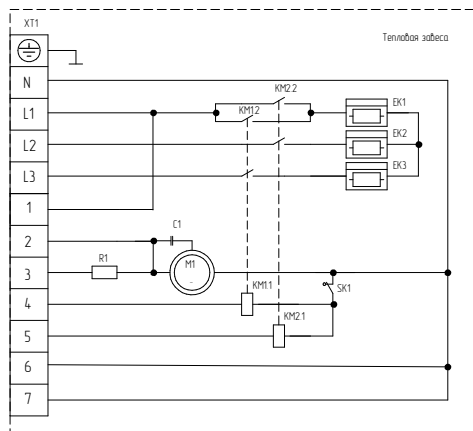 XT1
Тепловая завеса
N
KM2.2
L1
KM1.2
EK1
L2
EK2
L3
EK3
1
2
C1
R1
M1
~
3
SK1
4
KM1.1
5
KM2.1
6
7